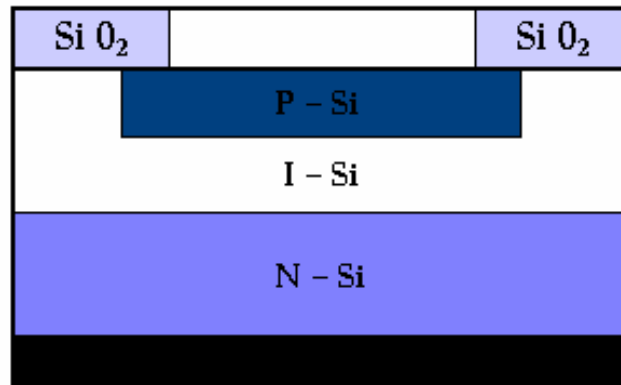 Si 0₂
Si 0₂
P – Si
I – Si
N – Si